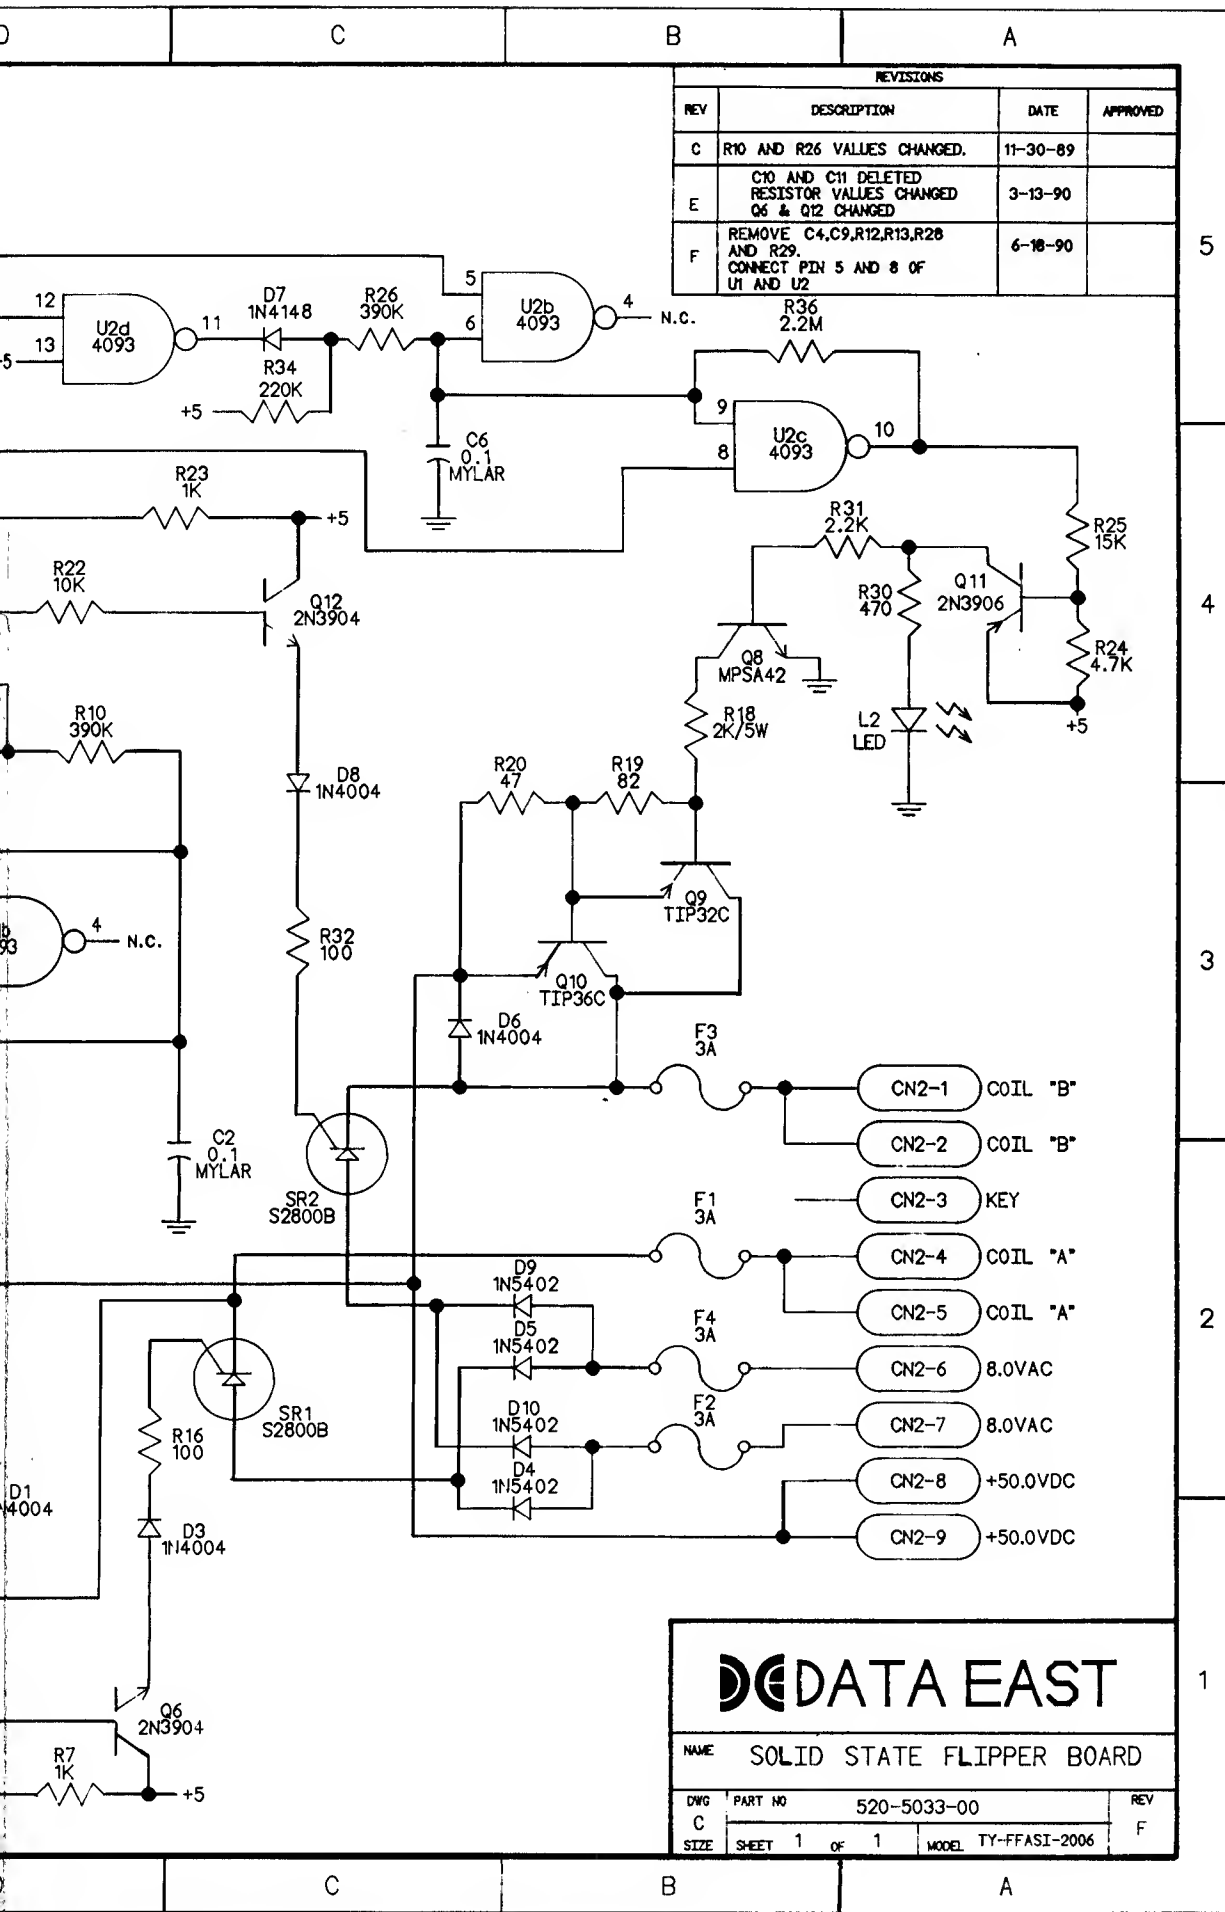 C
B
A
REVISIONS
REV DESCRIPTION DATE APPROVED
C R10 AND R26 VALUES CHANGED. 11-30-89
E C10 AND C11 DELETED
RESISTOR VALUES CHANGED
Q6 & Q12 CHANGED
3-13-90
F REMOVE C4,C9,R12,R13,R28
AND R29.
CONNECT PIN 5 AND 8 OF
U1 AND U2
6-18-90
5
12
13
U2d
4093
11
D7
1N4148
R26
390K
5
6
U2b
4093
4
N.C.
R36
2.2M
R34
220K
+5
9
8
U2c
4093
10
C6
0.1
MYLAR
R23
1K
+5
R31
2.2K
R25
15K
R22
10K
Q12
2N3904
R30
470
Q11
2N3906
4
Q8
MPSA42
R24
4.7K
+5
R10
390K
R18
2K/5W
L2
LED
D8
1N4004
R20
47
R19
82
Q9
TIP32C
4
N.C.
R32
100
Q10
TIP36C
3
D6
1N4004
F3
3A
CN2-1 COIL "B"
CN2-2 COIL "B"
C2
0.1
MYLAR
SR2
S2800B
F1
3A
CN2-3 KEY
CN2-4 COIL "A"
D9
1N5402
CN2-5 COIL "A"
2
D5
1N5402
F4
3A
CN2-6 8.0VAC
SR1
S2800B
D10
1N5402
F2
3A
CN2-7 8.0VAC
R16
100
D4
1N5402
CN2-8 +50.0VDC
D1
D3
1N4004
CN2-9 +50.0VDC
DATA EAST
1
Q6
2N3904
NAME SOLID STATE FLIPPER BOARD
R7
1K
+5
DWG
C
SIZE
PART NO 520-5033-00
REV
F
SHEET 1 OF 1 MODEL TY-FFASI-2006
C
B
A